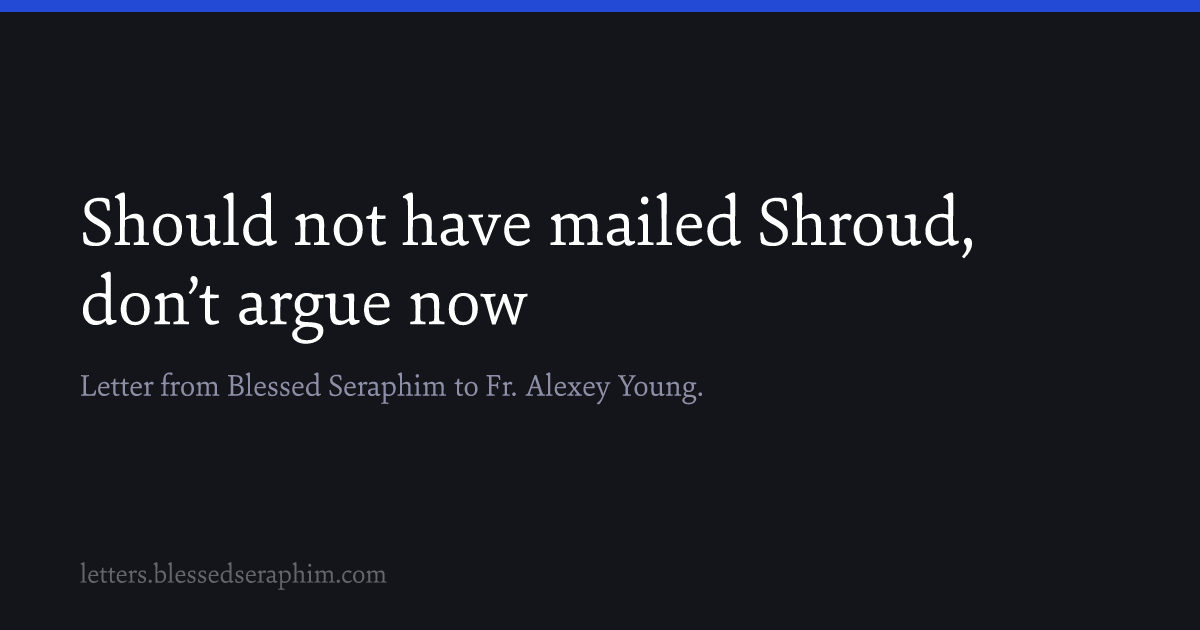 Should not have mailed Shroud,
don’t argue now
Letter from Blessed Seraphim to Fr. Alexey Young.
letters.blessedseraphim.com